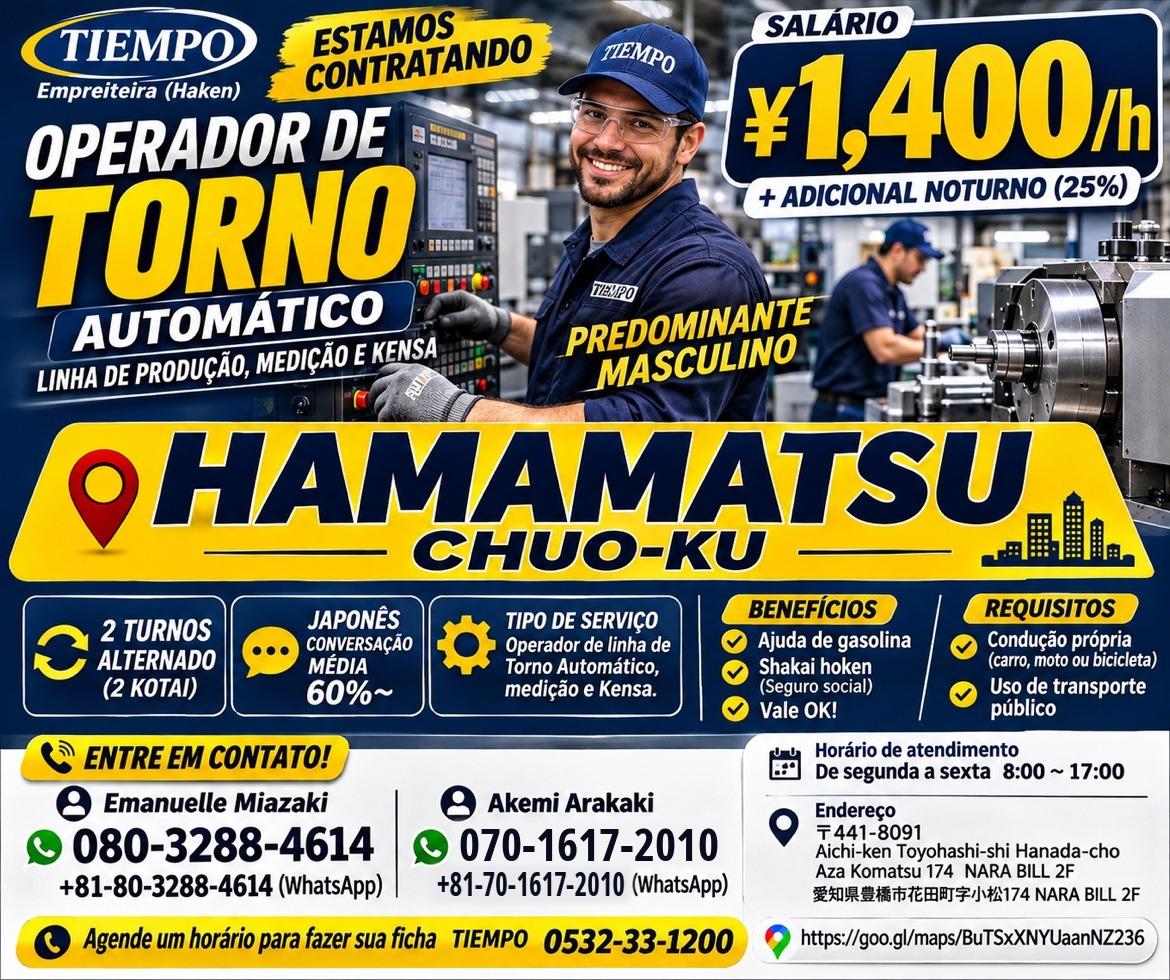 TIEMPO
Empreiteira (Haken)
ESTAMOS
CONTRATANDO
OPERADOR DE
TORNO
AUTOMÁTICO
LINHA DE PRODUÇÃO, MEDIÇÃO E KENSA
TIEMPO
TIEMPO
PREDOMINANTE
MASCULINO
SALÁRIO
¥1,400/h
+ ADICIONAL NOTURNO (25%)
HAMAMATSU
CHUO-KU
2 TURNOS
ALTERNADO
(2 KOTAI)
JAPONÊS
CONVERSAÇÃO
MÉDIA
60%~
TIPO DE SERVIÇO
Operador de linha de
Torno Automático,
medição e Kensa.
BENEFÍCIOS
Ajuda de gasolina
Shakai hoken
(Seguro social)
Vale OK!
REQUISITOS
Condução própria
(carro, moto ou bicicleta)
Uso de transporte
público
ENTRE EM CONTATO!
Emanuelle Miazaki
080-3288-4614
+81-80-3288-4614 (WhatsApp)
Akemi Arakaki
070-1617-2010
+81-70-1617-2010 (WhatsApp)
Agende um horário para fazer sua ficha TIEMPO 0532-33-1200
Horário de atendimento
De segunda a sexta 8:00 ~ 17:00
Endereço
〒441-8091
Aichi-ken Toyohashi-shi Hanada-cho
Aza Komatsu 174 NARA BILL 2F
愛知県豊橋市花田町字小松174 NARA BILL 2F
https://goo.gl/maps/BuTSxXNYUaanNZ236